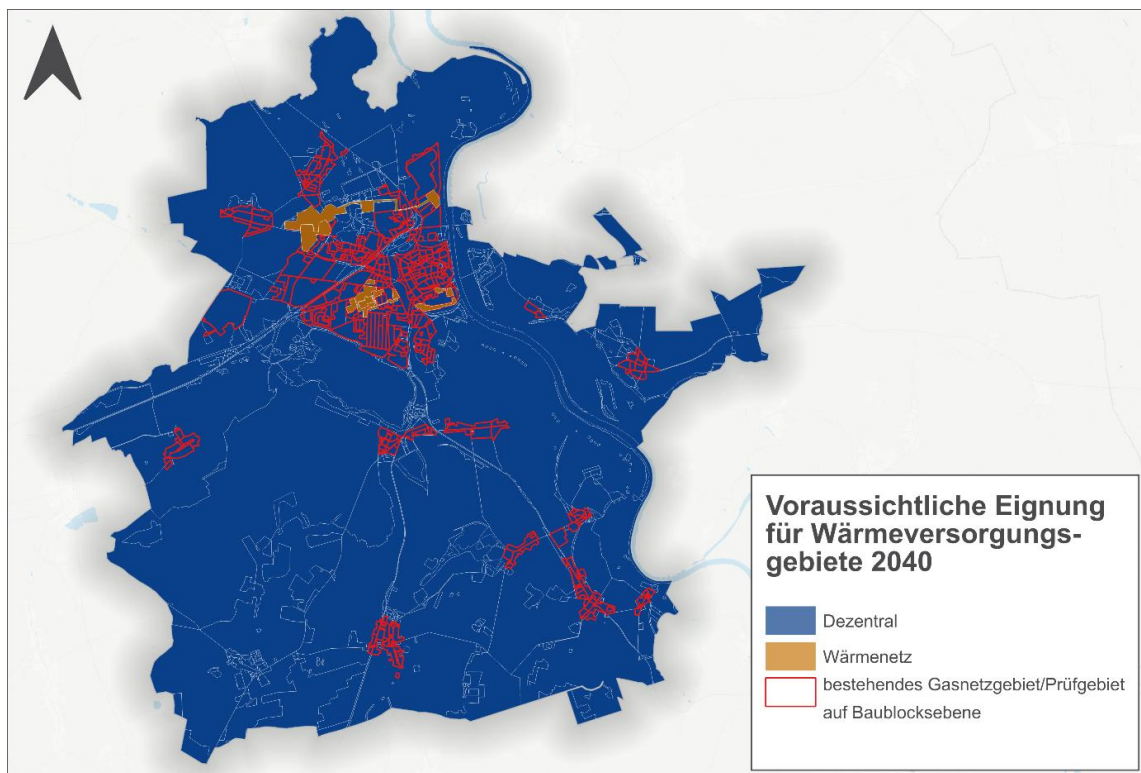 Voraussichtliche Eignung
für Wärmeversorgungs-
gebiete 2040
Dezentral
Wärmenetz
bestehendes Gasnetzgebiet/Prüfgebiet
auf Baublocksebene